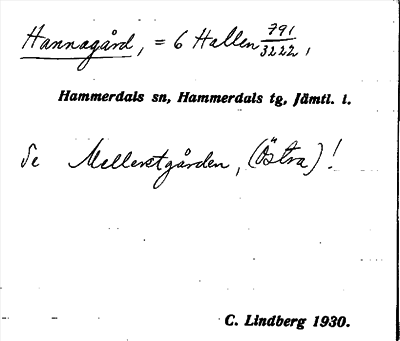 Hannagård, = 6 Hallen 791/3222,
Hammerdals sn, Hammerdals tg, Jämtl. l.
Se Mellerstgården, (Östra)!
C. Lindberg 1930.